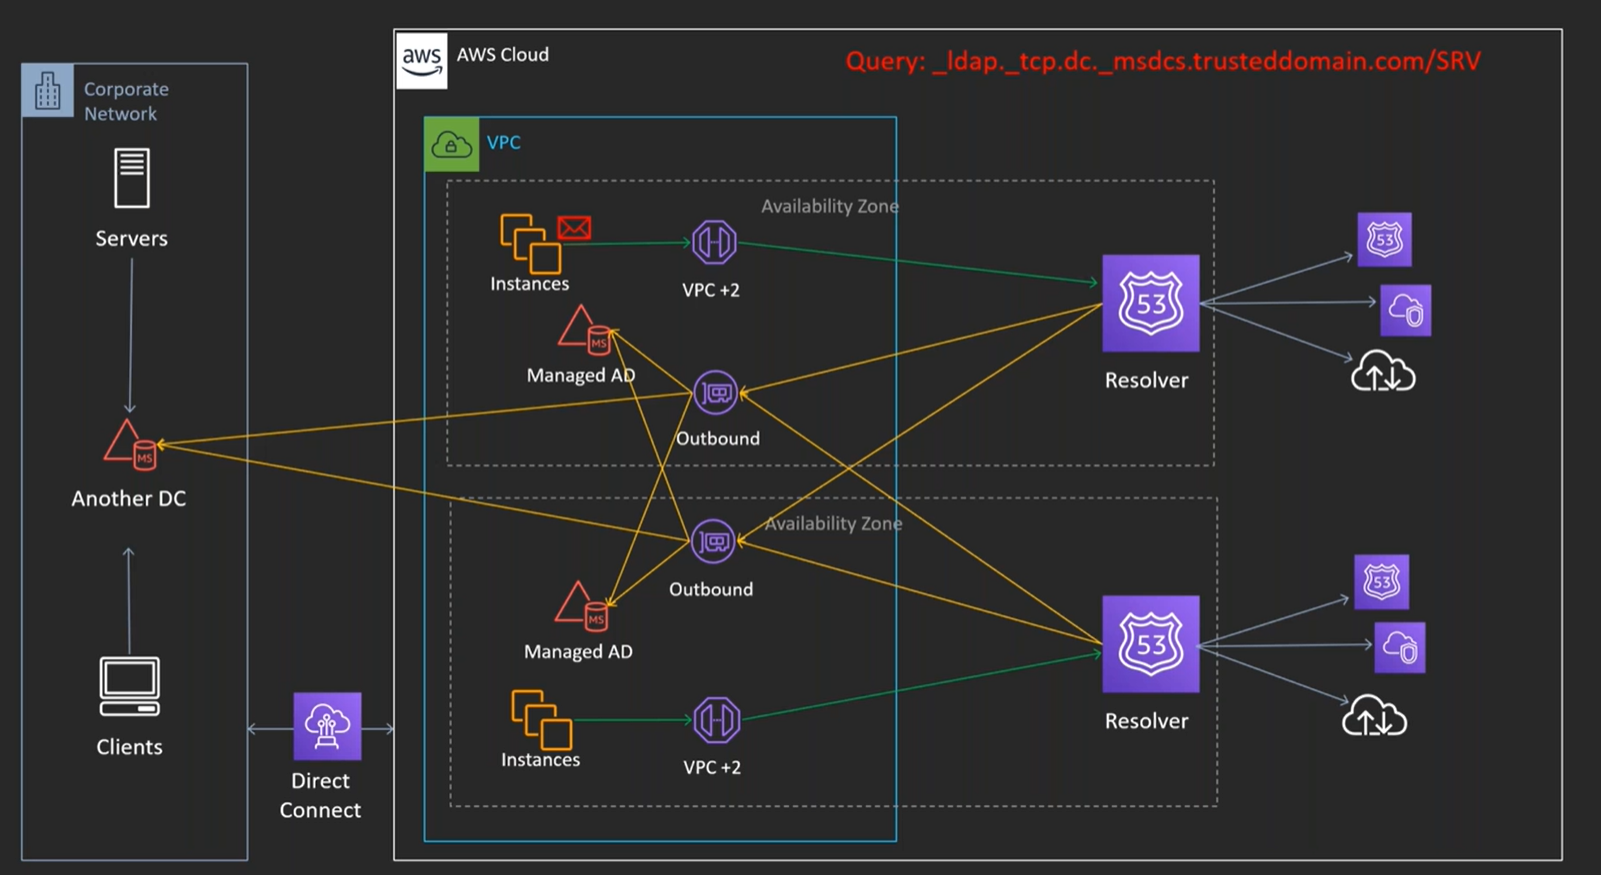 aws
AWS Cloud
Query: _ldap._tcp.dc._msdcs.trusteddomain.com/SRV
Corporate
Network
VPC
Servers
Availability Zone
Instances
VPC +2
53
53
Managed AD
MS
Resolver
Outbound
MS
Another DC
Availability Zone
Outbound
53
53
MS
Managed AD
Resolver
Clients
Instances
VPC +2
Direct
Connect